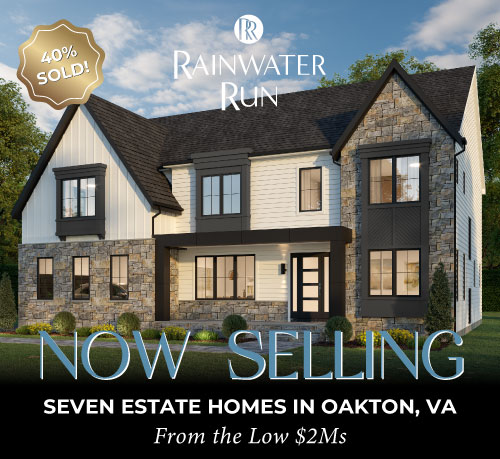 40%
SOLD!
RR
RAINWATER
RUN
NOW SELLING
SEVEN ESTATE HOMES IN OAKTON, VA
From the Low $2Ms